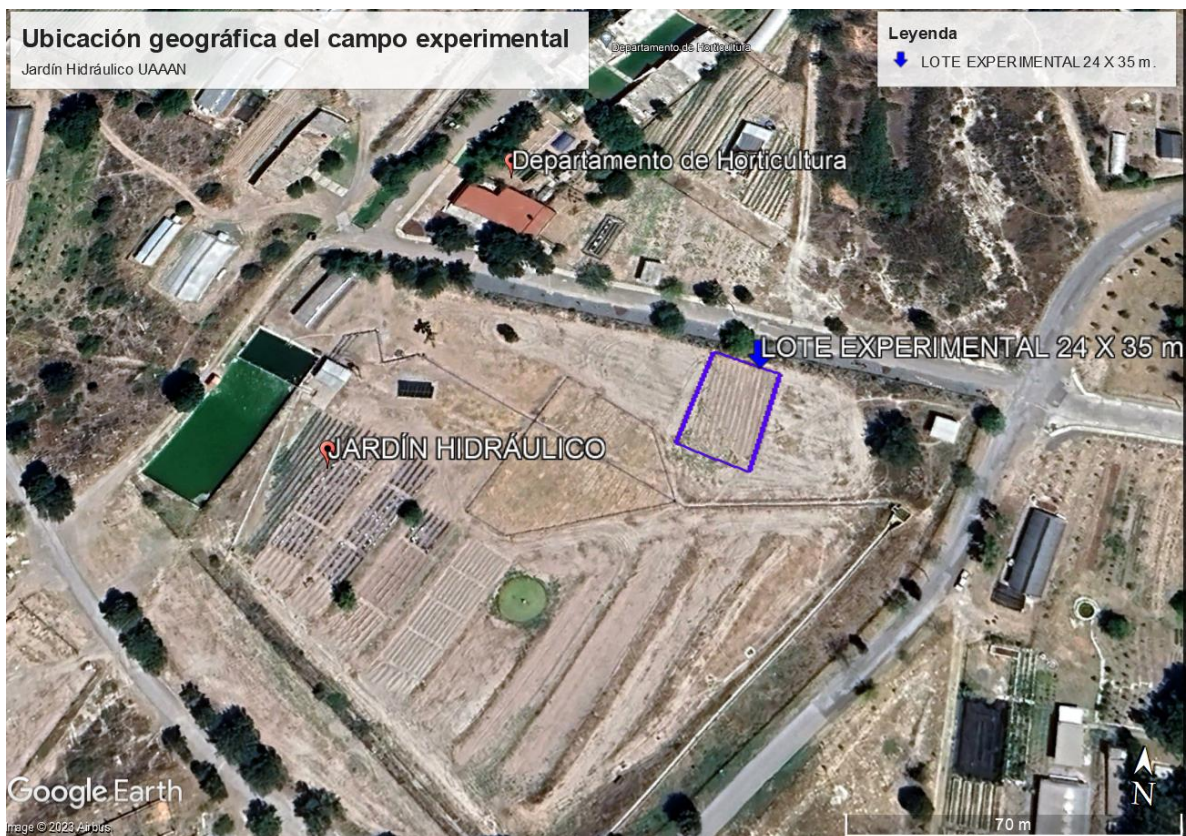 Ubicación geográfica del campo experimental
Jardín Hidráulico UAAAN
Leyenda
LOTE EXPERIMENTAL 24 X 35 m.
Departamento de Horticultura
Departamento de Horticultura
LOTE EXPERIMENTAL 24 X 35 m
JARDÍN HIDRÁULICO
Google Earth
Image © 2023 Airbus
N
70 m